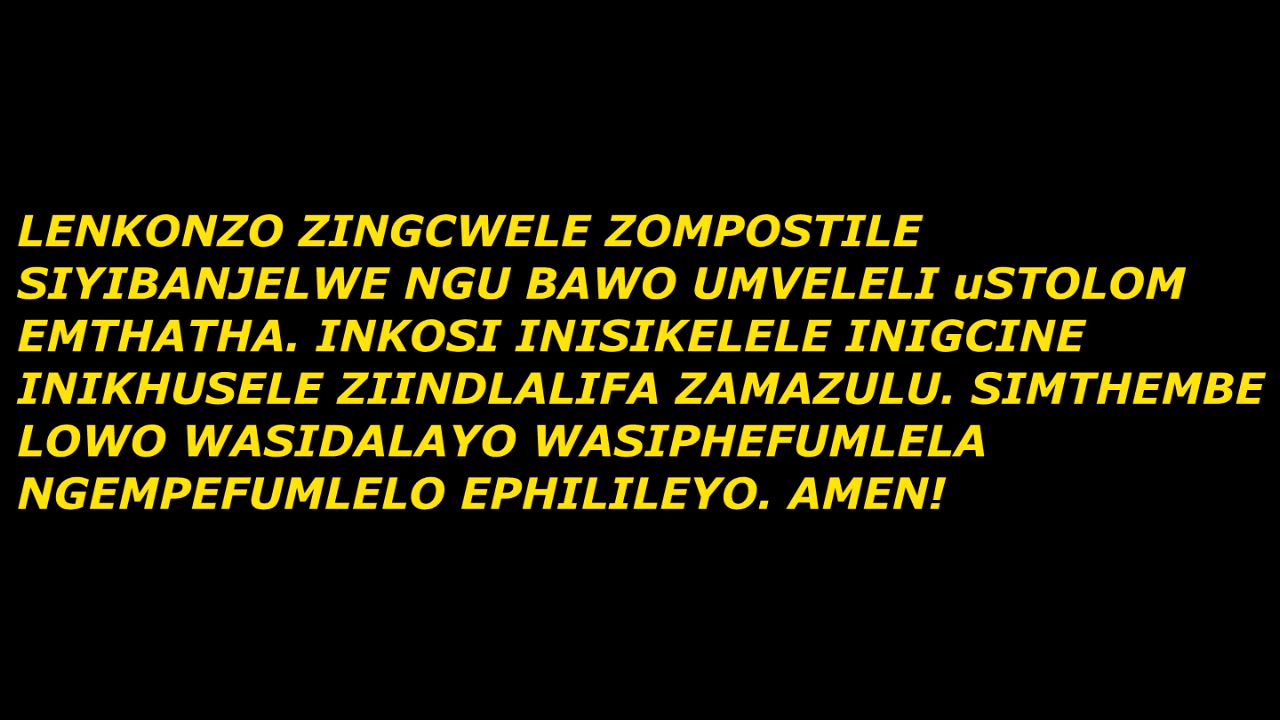 LENKONZO ZINGCWELE ZOMPOSTILE
SIYIBANJELWE NGU BAWO UMVELELI uSTOLOM
EMTHATHA. INKOSI INISIKELELE INIGCINE
INIKHUSELE ZIINDLALIFA ZAMAZULU. SIMTHEMBE
LOWO WASIDALAYO WASIPHEFUMLELA
NGEMPEFUMLELO EPHILILEYO. AMEN!